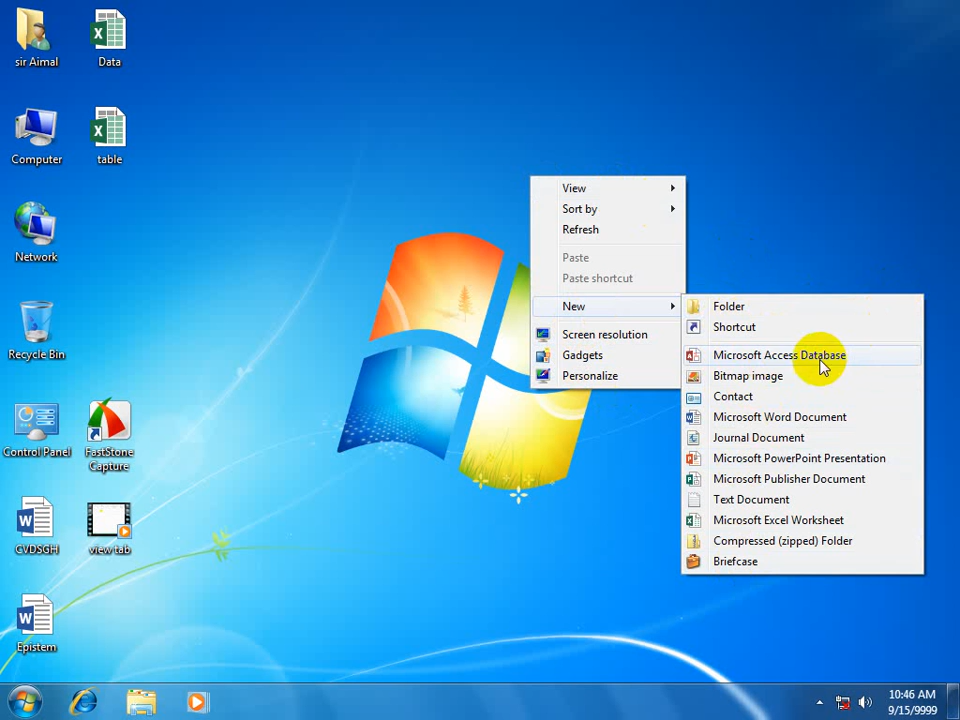 sir Aimal
Data
Computer
table
Network
Recycle Bin
Control Panel
FastStone
Capture
CVDSGH
view tab
Epistem
View
Sort by
Refresh
Paste
Paste shortcut
New
Screen resolution
Gadgets
Personalize
Folder
Shortcut
Microsoft Access Database
Bitmap image
Contact
Microsoft Word Document
Journal Document
Microsoft PowerPoint Presentation
Microsoft Publisher Document
Text Document
Microsoft Excel Worksheet
Compressed (zipped) Folder
Briefcase
10:46 AM
9/15/9999